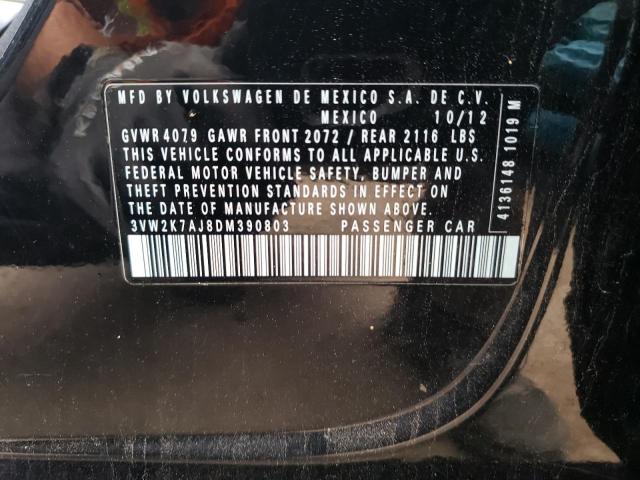 MFD BY VOLKSWAGEN DE MEXICO S.A. DE C.V.
MEXICO 10/12
GVWR 4079 GAWR FRONT 2072 / REAR 2116 LBS
THIS VEHICLE CONFORMS TO ALL APPLICABLE U.S.
FEDERAL MOTOR VEHICLE SAFETY, BUMPER AND
THEFT PREVENTION STANDARDS IN EFFECT ON
THE DATE OF MANUFACTURE SHOWN ABOVE.
3VW2K7AJ8DM390803 PASSENGER CAR
4136148 1019 M